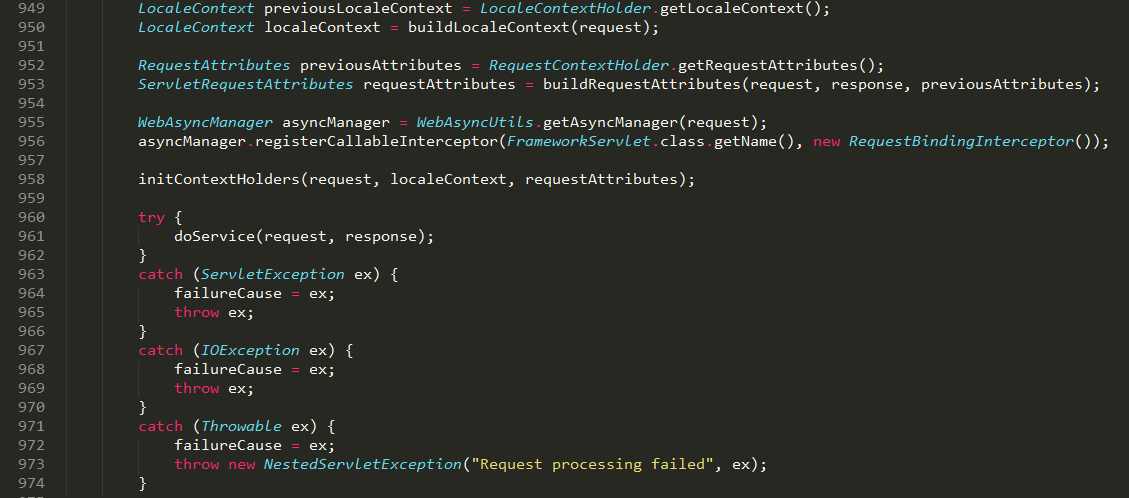 949 LocaleContext previousLocaleContext = LocaleContextHolder.getLocaleContext();
950 LocaleContext localeContext = buildLocaleContext(request);
951
952 RequestAttributes previousAttributes = RequestContextHolder.getRequestAttributes();
953 ServletRequestAttributes requestAttributes = buildRequestAttributes(request, response, previousAttributes);
954
955 WebAsyncManager asyncManager = WebAsyncUtils.getAsyncManager(request);
956 asyncManager.registerCallableInterceptor(FrameworkServlet.class.getName(), new RequestBindingInterceptor());
957
958 initContextHolders(request, localeContext, requestAttributes);
959
960 try {
961 doService(request, response);
962 }
963 catch (ServletException ex) {
964 failureCause = ex;
965 throw ex;
966 }
967 catch (IOException ex) {
968 failureCause = ex;
969 throw ex;
970 }
971 catch (Throwable ex) {
972 failureCause = ex;
973 throw new NestedServletException("Request processing failed", ex);
974 }